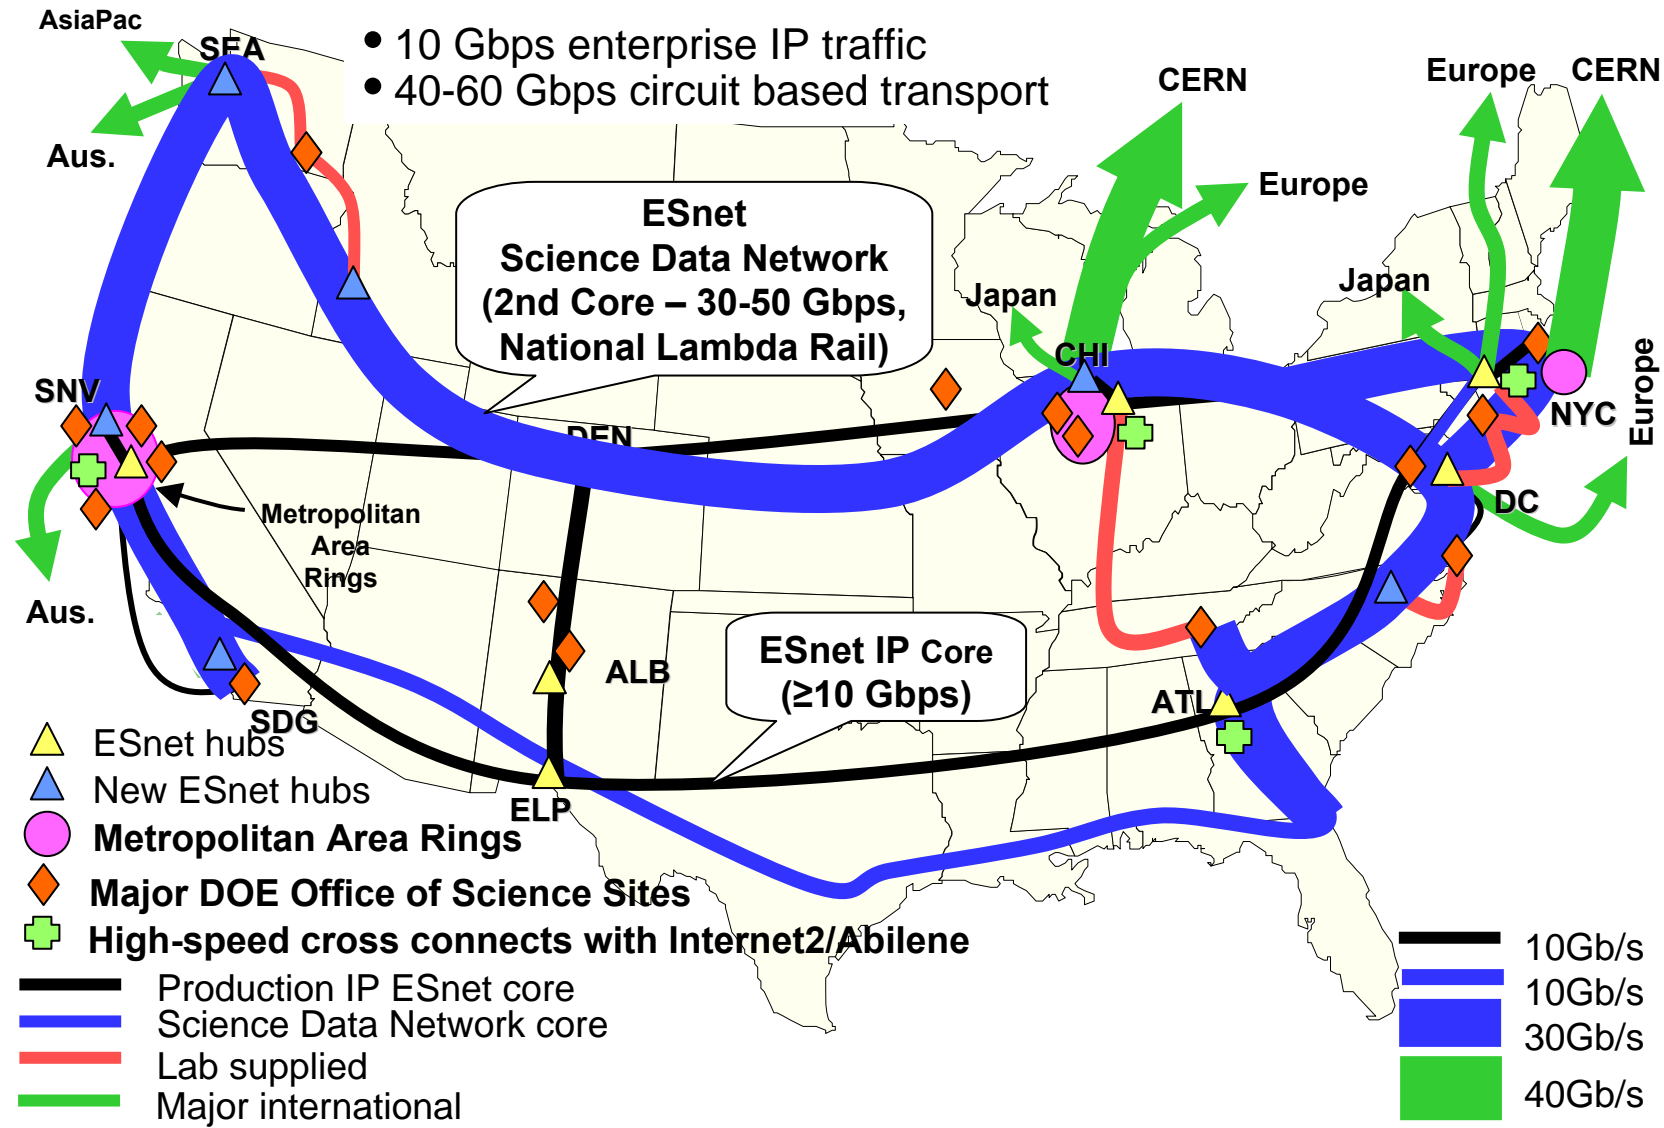 AsiaPac
SEA
• 10 Gbps enterprise IP traffic
• 40-60 Gbps circuit based transport
CERN
Europe
CERN
Aus.
Europe
ESnet
Science Data Network
(2nd Core – 30-50 Gbps,
National Lambda Rail)
Japan
Japan
CHI
Europe
SNV
NYC
DEN
DC
Metropolitan
Area
Rings
Aus.
ESnet IP Core
(≥10 Gbps)
ALB
ATL
SDG
ELP
ESnet hubs
New ESnet hubs
Metropolitan Area Rings
Major DOE Office of Science Sites
High-speed cross connects with Internet2/Abilene
Production IP ESnet core
Science Data Network core
Lab supplied
Major international
10Gb/s
10Gb/s
30Gb/s
40Gb/s